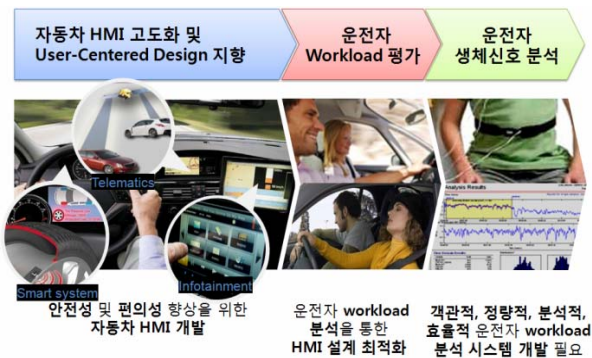 자동차 HMI 고도화 및
User-Centered Design 지향
운전자
Workload 평가
운전자
생체신호 분석
Telematics
Smart system
Infotainment
Analysis Results
안전성 및 편의성 향상을 위한
자동차 HMI 개발
운전자 workload
분석을 통한
HMI 설계 최적화
객관적, 정량적, 분석적,
효율적 운전자 workload
분석 시스템 개발 필요